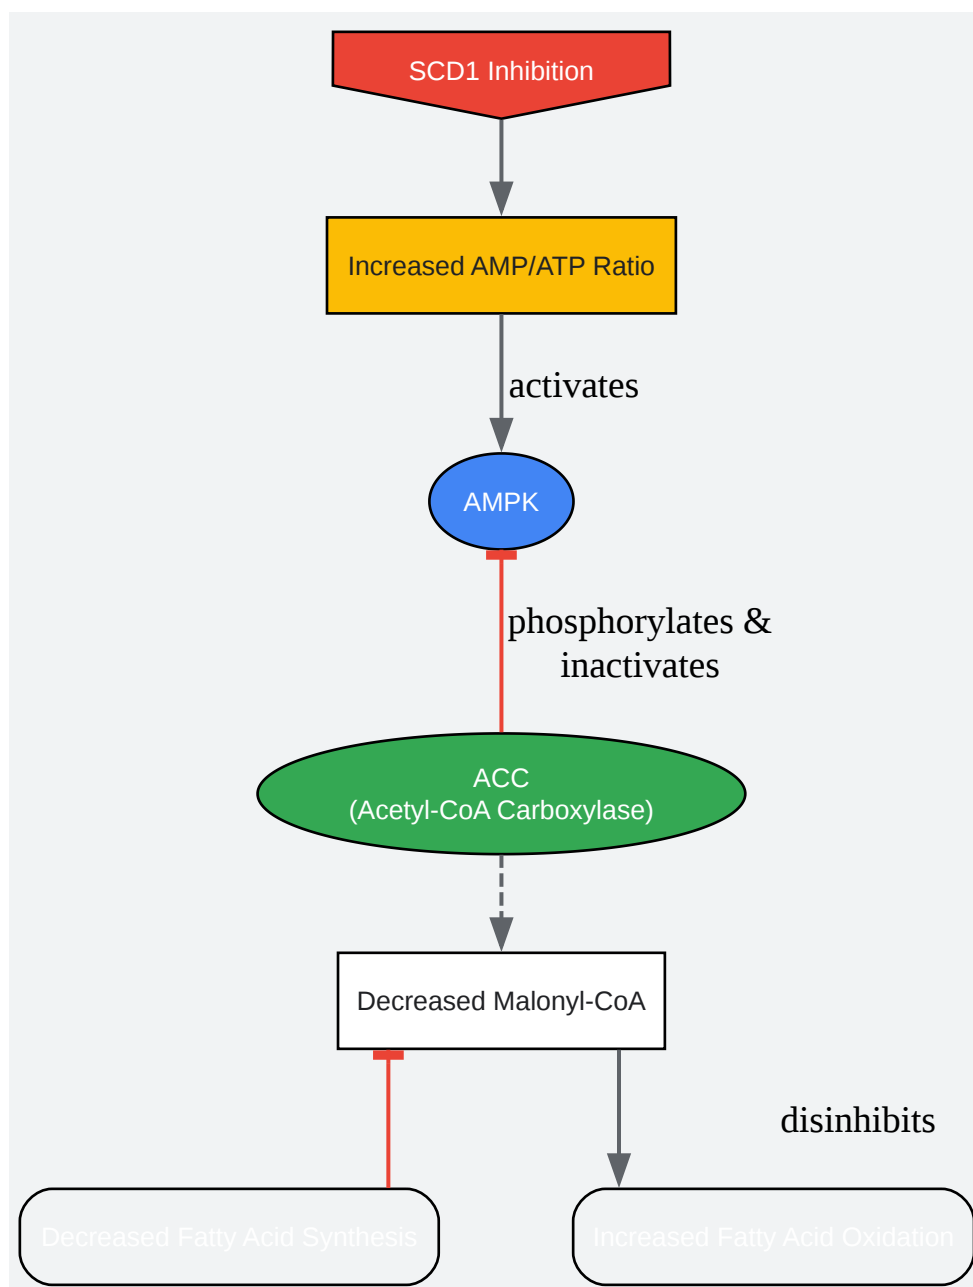 SCD1 Inhibition
Increased AMP/ATP Ratio
activates
AMPK
phosphorylates &
inactivates
ACC
(Acetyl-CoA Carboxylase)
Decreased Malonyl-CoA
disinhibits
Decreased Fatty Acid Synthesis
Increased Fatty Acid Oxidation